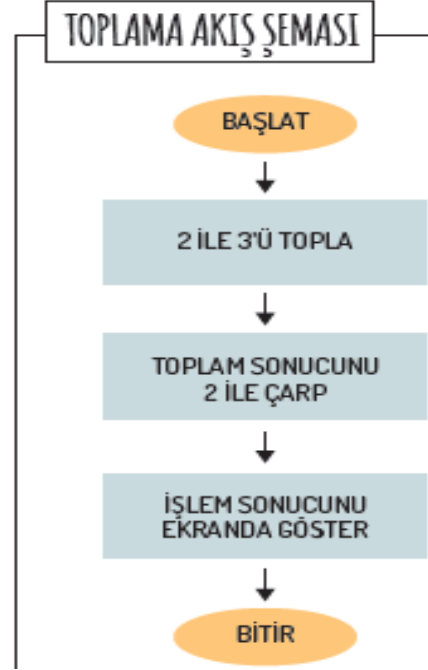 TOPLAMA AKIŞ ŞEMASI
BAŞLAT
2 İLE 3'Ü TOPLA
TOPLAM SONUCUNU
2 İLE ÇARP
İŞLEM SONUCUNU
EKRANDA GÖSTER
BİTİR